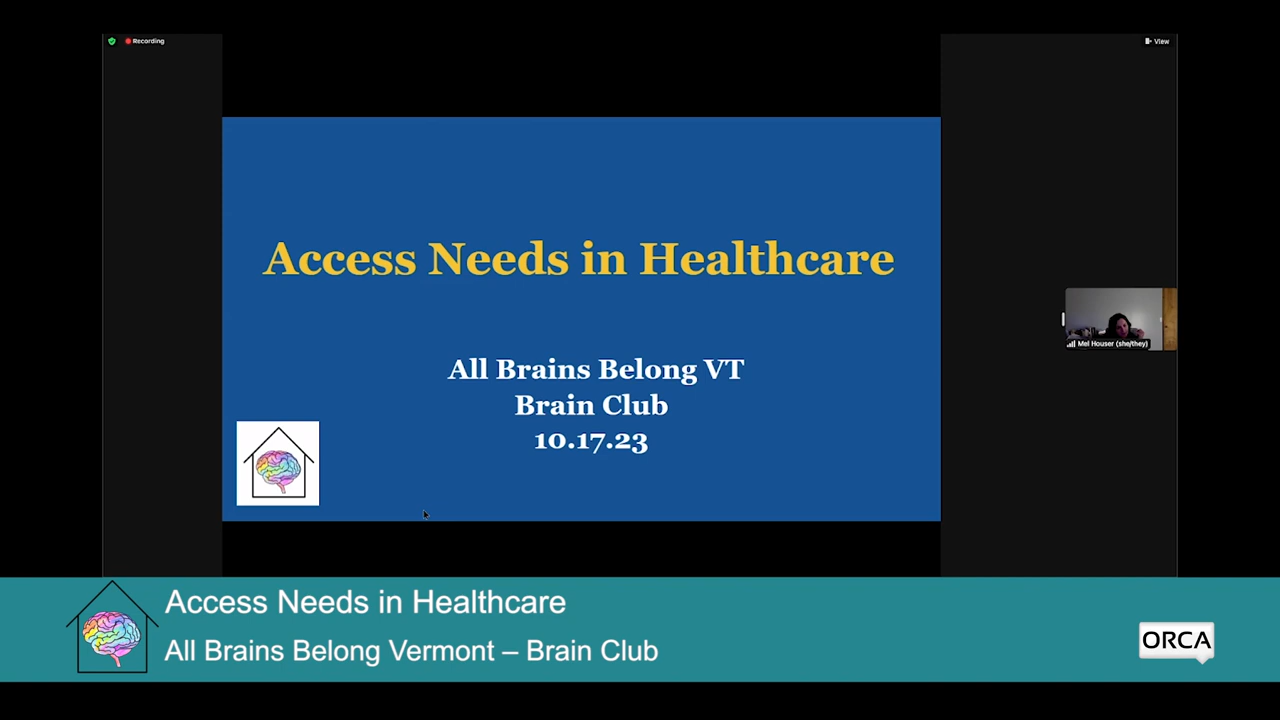 Recording
View
Access Needs in Healthcare
All Brains Belong VT
Brain Club
10.17.23
Mel Houser (she/they)
Access Needs in Healthcare
All Brains Belong Vermont – Brain Club
ORCA